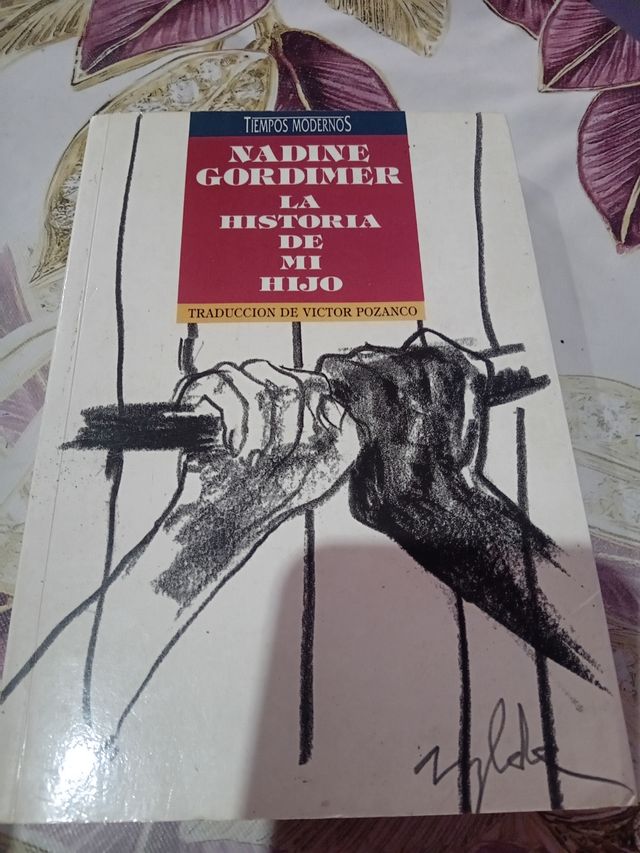 TIEMPOS MODERNOS
NADINE
GORDIMER
LA
HISTORIA
DE
MI
HIJO
TRADUCCION DE VICTOR POZANCO